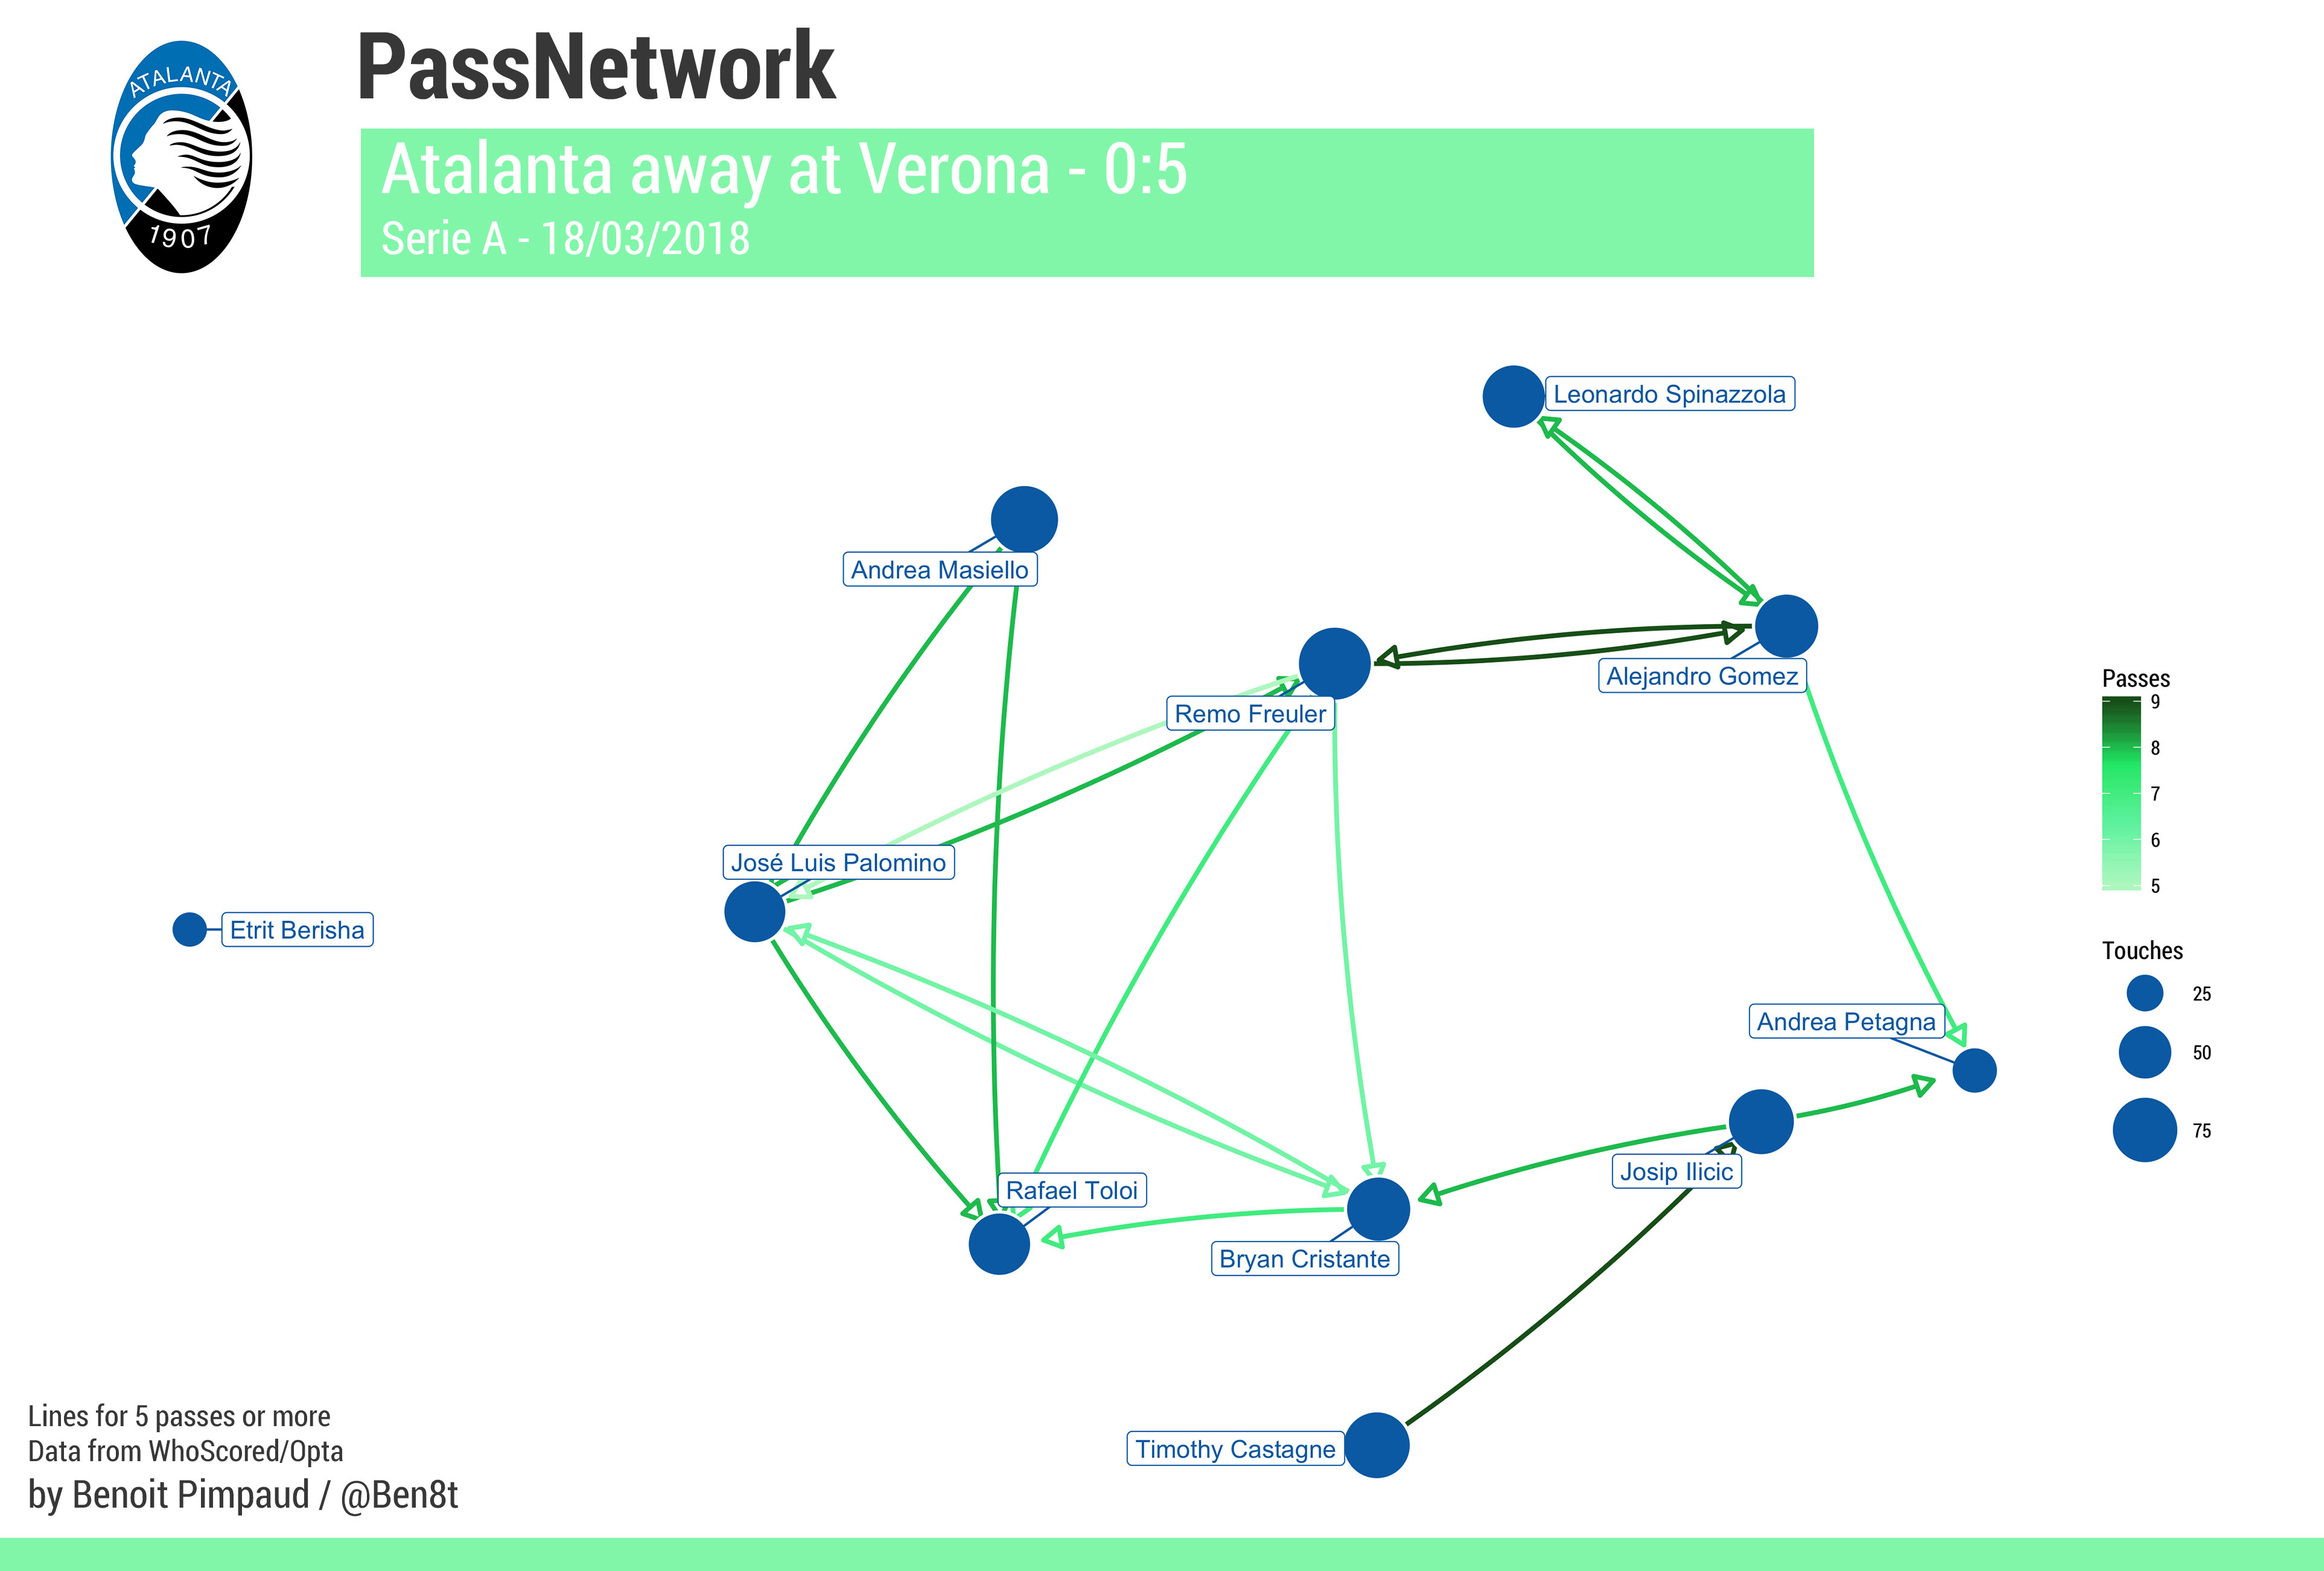 ATALANTA
1907
PassNetwork
Atalanta away at Verona - 0:5
Serie A - 18/03/2018
Leonardo Spinazzola
Andrea Masiello
Alejandro Gomez
Remo Freuler
José Luis Palomino
Etrit Berisha
Andrea Petagna
Josip Ilicic
Rafael Toloi
Bryan Cristante
Timothy Castagne
Passes
9
8
7
6
5
Touches
25
50
75
Lines for 5 passes or more
Data from WhoScored/Opta
by Benoit Pimpaud / @Ben8t